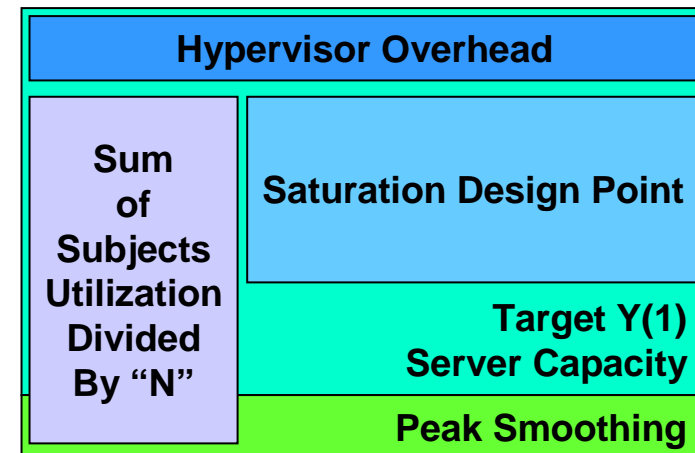 Hypervisor Overhead
Sum
of
Subjects
Utilization
Divided
By “N”
Saturation Design Point
Target Y(1)
Server Capacity
Peak Smoothing